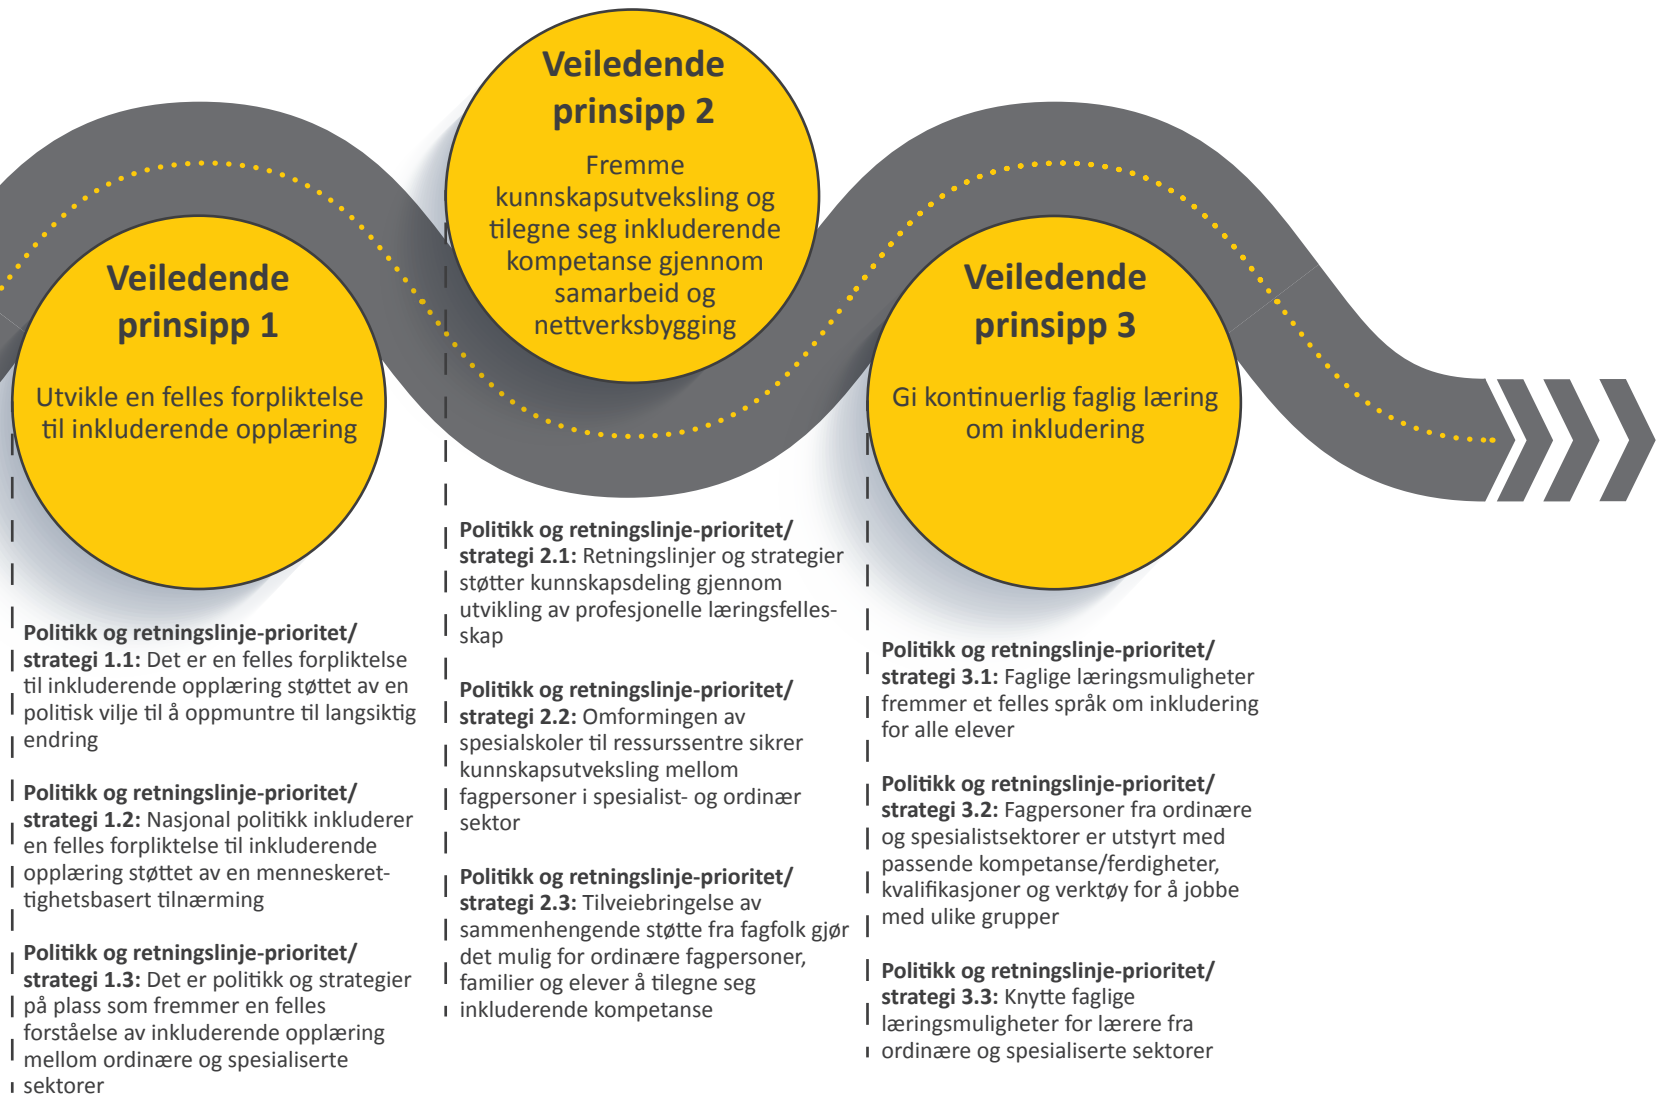 Veiledende
prinsipp 1
Utvikle en felles forpliktelse
til inkluderende opplæring
Politikk og retningslinje-prioritet/
strategi 1.1: Det er en felles forpliktelse
til inkluderende opplæring støttet av en
politisk vilje til å oppmuntre til langsiktig
endring
Politikk og retningslinje-prioritet/
strategi 1.2: Nasjonal politikk inkluderer
en felles forpliktelse til inkluderende
opplæring støttet av en menneskeret-
tighetsbasert tilnærming
Politikk og retningslinje-prioritet/
strategi 1.3: Det er politikk og strategier
på plass som fremmer en felles
forståelse av inkluderende opplæring
mellom ordinære og spesialiserte
sektorer
Veiledende
prinsipp 2
Fremme
kunnskapsutveksling og
tilegne seg inkluderende
kompetanse gjennom
samarbeid og
nettverksbygging
Politikk og retningslinje-prioritet/
strategi 2.1: Retningslinjer og strategier
støtter kunnskapsdeling gjennom
utvikling av profesjonelle læringsfelles-
skap
Politikk og retningslinje-prioritet/
strategi 2.2: Omformingen av
spesialskoler til ressurssentre sikrer
kunnskapsutveksling mellom
fagpersoner i spesialist- og ordinær
sektor
Politikk og retningslinje-prioritet/
strategi 2.3: Tilveiebringelse av
sammenhengende støtte fra fagfolk gjør
det mulig for ordinære fagpersoner,
familier og elever å tilegne seg
inkluderende kompetanse
Veiledende
prinsipp 3
Gi kontinuerlig faglig læring
om inkludering
Politikk og retningslinje-prioritet/
strategi 3.1: Faglige læringsmuligheter
fremmer et felles språk om inkludering
for alle elever
Politikk og retningslinje-prioritet/
strategi 3.2: Fagpersoner fra ordinære
og spesialistsektorer er utstyrt med
passende kompetanse/ferdigheter,
kvalifikasjoner og verktøy for å jobbe
med ulike grupper
Politikk og retningslinje-prioritet/
strategi 3.3: Knytte faglige
læringsmuligheter for lærere fra
ordinære og spesialiserte sektorer